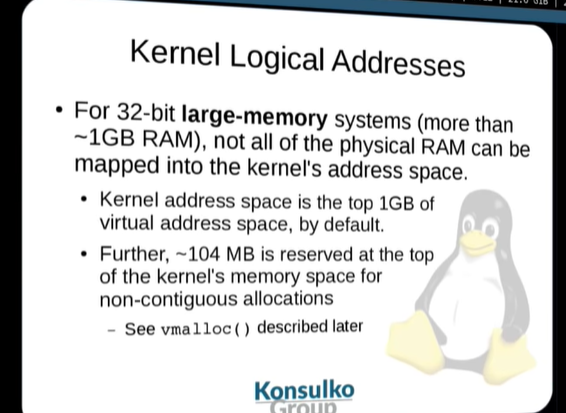 Kernel Logical Addresses
• For 32-bit large-memory systems (more than
~1GB RAM), not all of the physical RAM can be
mapped into the kernel's address space.
• Kernel address space is the top 1GB of
virtual address space, by default.
• Further, ~104 MB is reserved at the top
of the kernel's memory space for
non-contiguous allocations
– See vmalloc() described later
Konsulko
Group